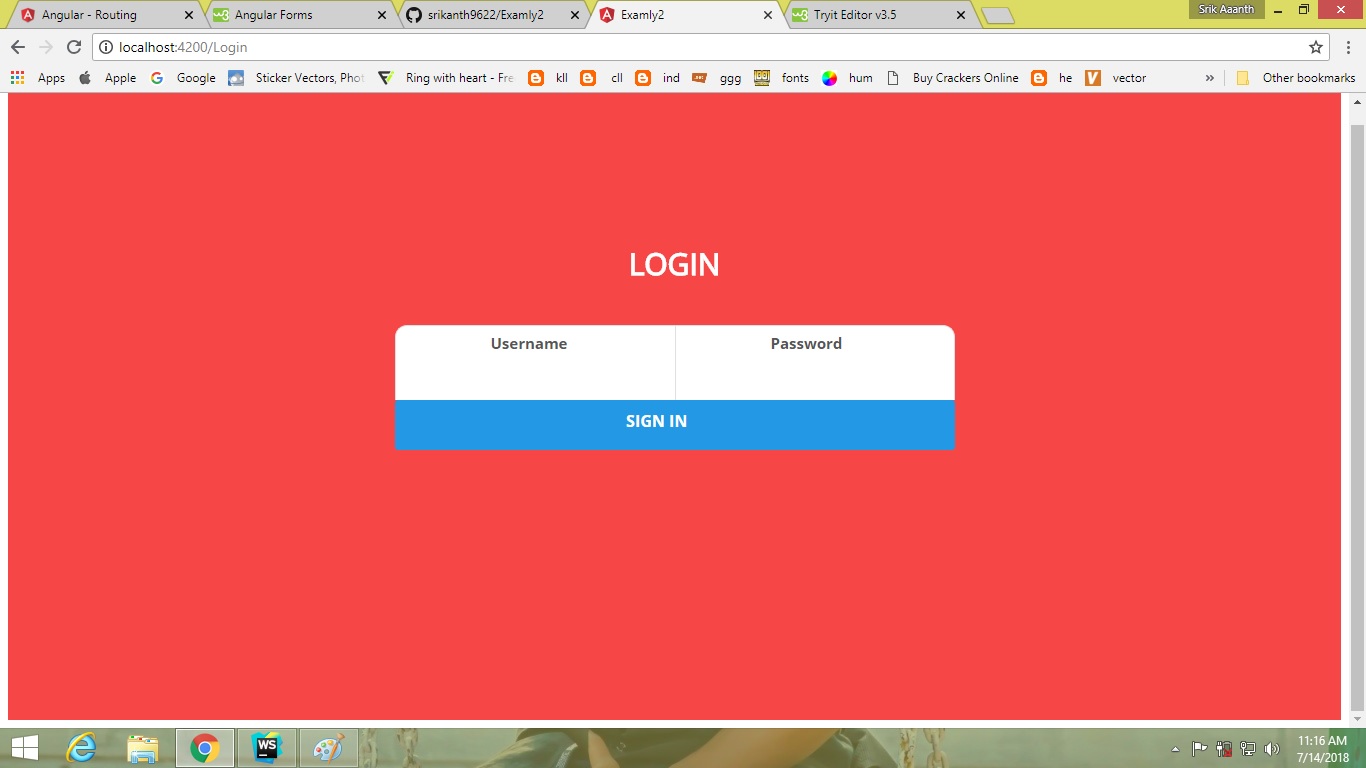 Angular - Routing
Angular Forms
srikanth9622/Examly2
Examly2
Tryit Editor v3.5
Srik Aaanth
localhost:4200/Login
Apps
Apple
Google
Sticker Vectors, Phot
Ring with heart - Fre
kll
cll
ind
ggg
fonts
hum
Buy Crackers Online
he
vector
»
Other bookmarks
LOGIN
Username
Password
SIGN IN
WS
11:16 AM
7/14/2018